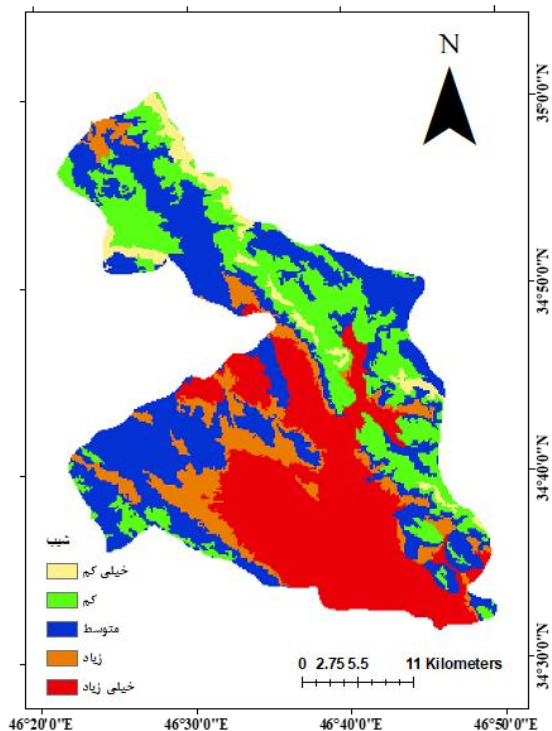 N
35°0'0"N
34°50'0"N
34°40'0"N
34°30'0"N
شیب
خیلی کم
کم
متوسط
زیاد
خیلی زیاد
0 2.75 5.5 11 Kilometers
46°20'0"E 46°30'0"E 46°40'0"E 46°50'0"E